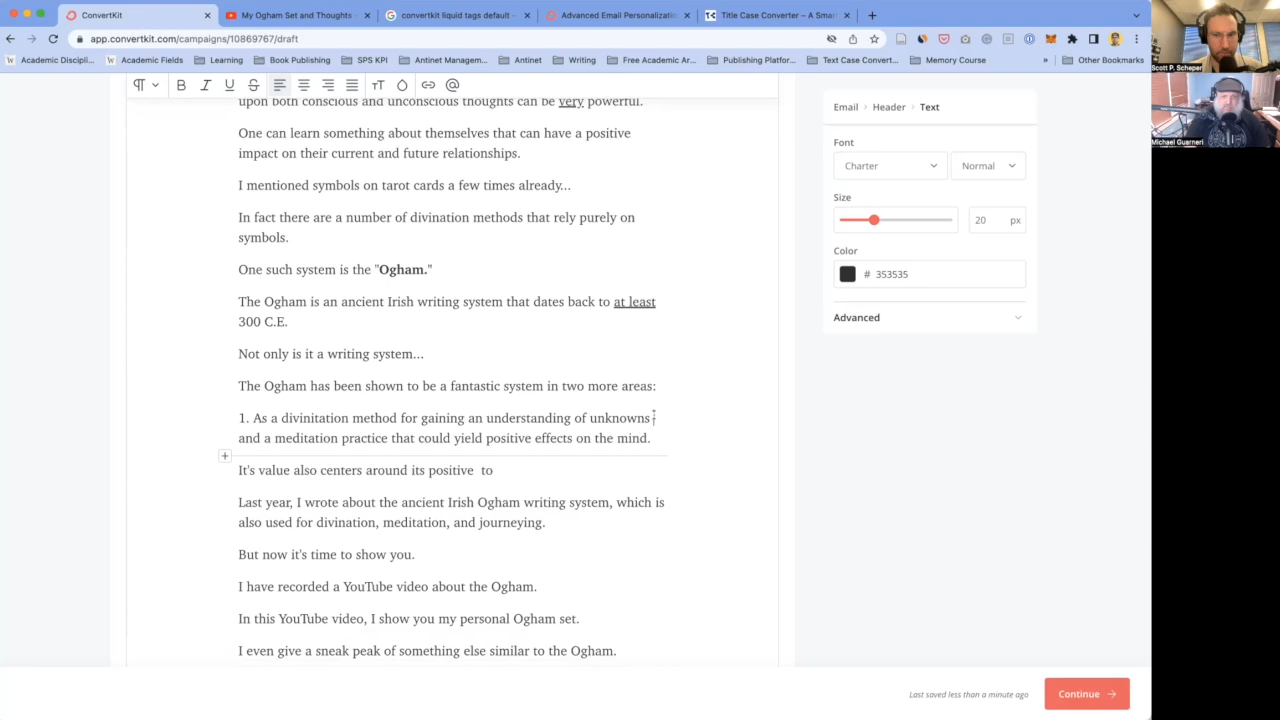 ConvertKit
My Ogham Set and Thoughts
convertkit liquid tags default -
Advanced Email Personalizatio
Title Case Converter – A Smar
app.convertkit.com/campaigns/10869767/draft
Academic Discipli...
Academic Fields
Learning
Book Publishing
SPS KPI
Academic (Gen)
Antinet
Writing
Free Academic Ar...
Publishing Platfor...
Text Case Convert...
Memory Course
Other Bookmarks
Scott P. Scheper
Michael Guarneri
upon both conscious and unconscious thoughts can be very powerful.
One can learn something about themselves that can have a positive
impact on their current and future relationships.
I mentioned symbols on tarot cards a few times already...
In fact there are a number of divination methods that rely purely on
symbols.
One such system is the "Ogham."
The Ogham is an ancient Irish writing system that dates back to at least
300 C.E.
Not only is it a writing system...
The Ogham has been shown to be a fantastic system in two more areas:
1. As a divinitation method for gaining an understanding of unknowns
and a meditation practice that could yield positive effects on the mind.
It's value also centers around its positive  to
Last year, I wrote about the ancient Irish Ogham writing system, which is
also used for divination, meditation, and journeying.
But now it's time to show you.
I have recorded a YouTube video about the Ogham.
In this YouTube video, I show you my personal Ogham set.
I even give a sneak peak of something else similar to the Ogham.
Email > Header > Text
Font
Charter
Normal
Size
20 px
Color
# 353535
Advanced
Last saved less than a minute ago
Continue